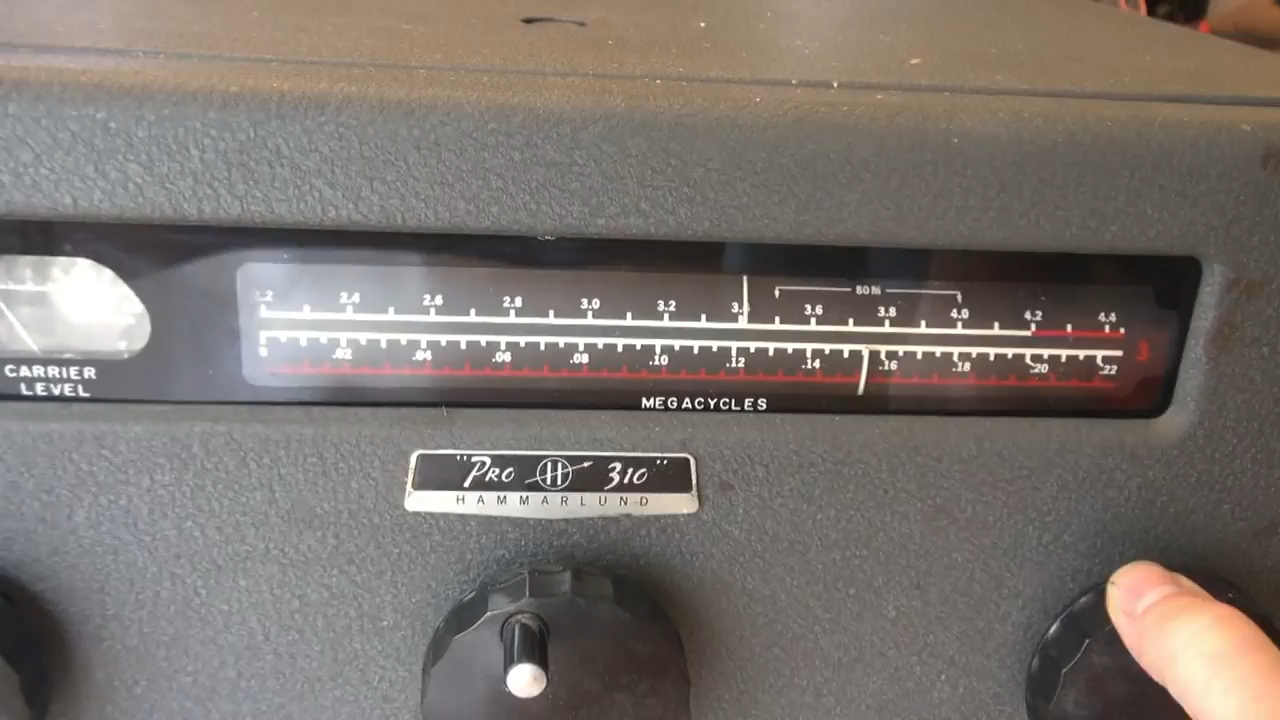 2.4 2.6 2.8 3.0 3.2 3.6 3.8 4.0 4.2 4.4
80 M
0 .02 .04 .06 .08 .10 .12 .14 .16 .18 .20 .22
3
CARRIER
LEVEL
MEGACYCLES
"PRO H 310"
HAMMARLUND